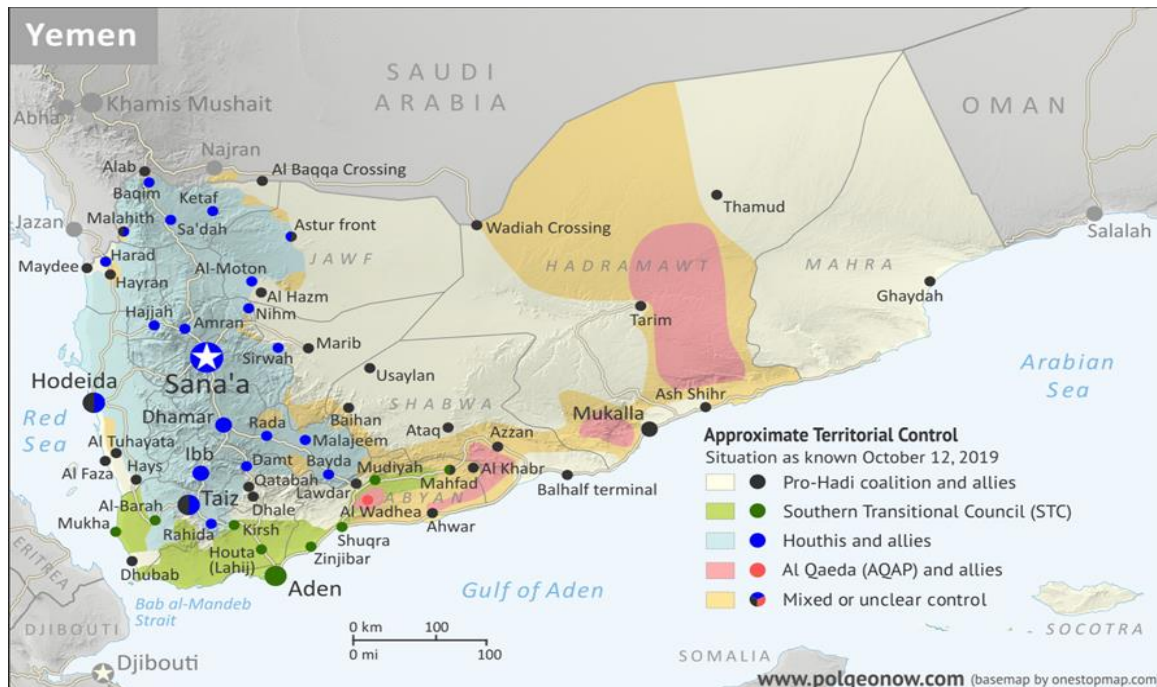 Yemen
SAUDI
ARABIA
OMAN
Khamis Mushait
Abha
Najran
Alab
Al Baqqa Crossing
Baqim
Ketaf
Jazan
Malahith
Sa'dah
Astur front
Wadiah Crossing
Thamud
Salalah
Harad
JAWF
HADRAMAWT
MAHRA
Maydee
Hayran
Al-Moton
Al Hazm
Ghaydah
Hajjah
Amran
Nihm
Tarim
Marib
Sirwah
Sana'a
Usaylan
Arabian
Sea
Hodeida
Red
Sea
SHABWA
Ash Shihr
Dhamar
Rada
Baihan
Ataq
Mukalla
Azzan
Al Tuhayata
Ibb
Malajeem
Al Faza
Hays
Damt
Bayda
Mudiyah
Al Khabr
Qatabah
Lawdar
Mahfad
Balhalf terminal
Taiz
Dhale
ABYAN
Al-Barah
Al Wadhea
Ahwar
Mukha
Rahida
Kirsh
Shuqra
Houta
(Lahij)
Zinjibar
Dhubab
Aden
ERITREA
Gulf of Aden
Bab al-Mandeb
Strait
DJIBOUTI
Djibouti
0 km 100
0 mi 100
SOMALIA
SOCOTRA
Approximate Territorial Control
Situation as known October 12, 2019
Pro-Hadi coalition and allies
Southern Transitional Council (STC)
Houthis and allies
Al Qaeda (AQAP) and allies
Mixed or unclear control
www.polgeonow.com (basemap by onestopmap.com)